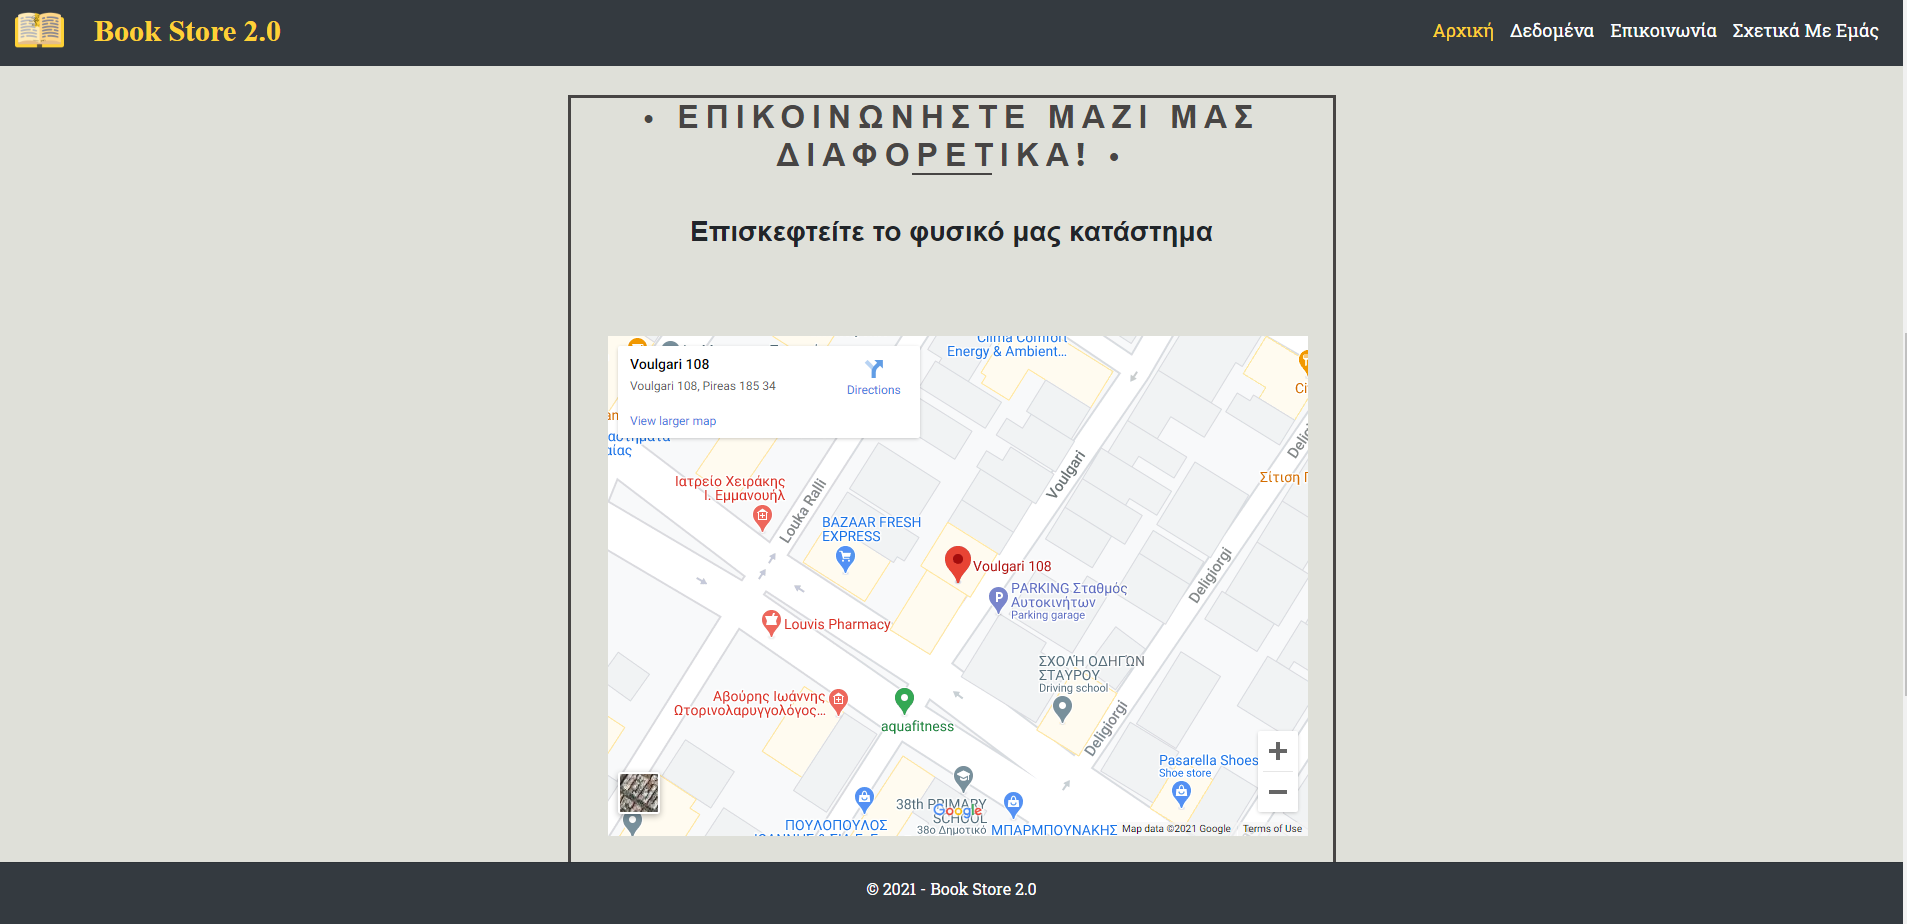 Book Store 2.0
Αρχική Δεδομένα Επικοινωνία Σχετικά Με Εμάς
• ΕΠΙΚΟΙΝΩΝΗΣΤΕ ΜΑΖΙ ΜΑΣ
ΔΙΑΦΟΡΕΤΙΚΑ! •
Επισκεφτείτε το φυσικό μας κατάστημα
Clima Comfort
Energy & Ambient...
Voulgari 108
Voulgari 108, Pireas 185 34
Directions
View larger map
Ιατρείο Χειράκης
Ι. Εμμανουήλ
Louka Ralli
Voulgari
Σίτιση
BAZAAR FRESH
EXPRESS
Voulgari 108
PARKING Σταθμός
Αυτοκινήτων
Parking garage
Deligiorgi
Louvis Pharmacy
ΣΧΟΛΉ ΟΔΗΓΏΝ
ΣΤΑΥΡΟΥ
Driving school
Αβούρης Ιωάννης
Ωτορινολαρυγγολόγος...
aquafitness
Deligiorgi
Pasarella Shoes
Shoe store
38th PRIMARY
SCHOOL
38ο Δημοτικό
Google
ΠΟΥΛΟΠΟΥΛΟΣ
ΜΠΑΡΜΠΟΥΝΑΚΗΣ
Map data ©2021 Google Terms of Use
© 2021 - Book Store 2.0